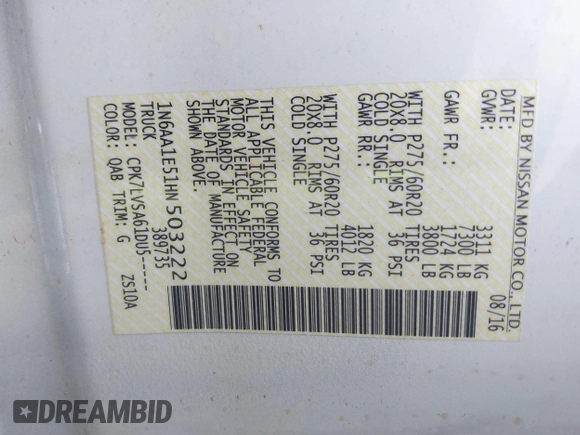 MFD BY NISSAN MOTOR CO., LTD.
DATE: 08/16
GVWR: 3311 KG
7300 LB
GAWR FR.: 1724 KG
3800 LB
WITH P275/60R20 TIRES
20X8.0 RIMS AT 36 PSI
COLD SINGLE
GAWR RR.: 1820 KG
4012 LB
WITH P275/60R20 TIRES
20X8.0 RIMS AT 36 PSI
COLD SINGLE
THIS VEHICLE CONFORMS TO
ALL APPLICABLE FEDERAL
MOTOR VEHICLE SAFETY
STANDARDS IN EFFECT ON
THE DATE OF MANUFACTURE
SHOWN ABOVE.
1N6AA1E51HN503222
TRUCK 389735
MODEL: CPK7LVSA61DU5-----
COLOR: QAB TRIM: G ZS10A
DREAMBID